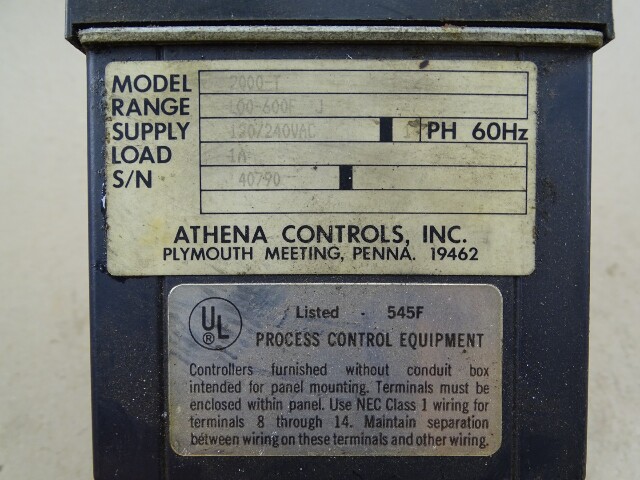 MODEL 2000-T
RANGE 100-600F J
SUPPLY 120/240VAC 1 PH 60Hz
LOAD 1A
S/N 40790
ATHENA CONTROLS, INC.
PLYMOUTH MEETING, PENNA. 19462
UL ® Listed - 545F
PROCESS CONTROL EQUIPMENT
Controllers furnished without conduit box
intended for panel mounting. Terminals must be
enclosed within panel. Use NEC Class 1 wiring for
terminals 8 through 14. Maintain separation
between wiring on these terminals and other wiring.